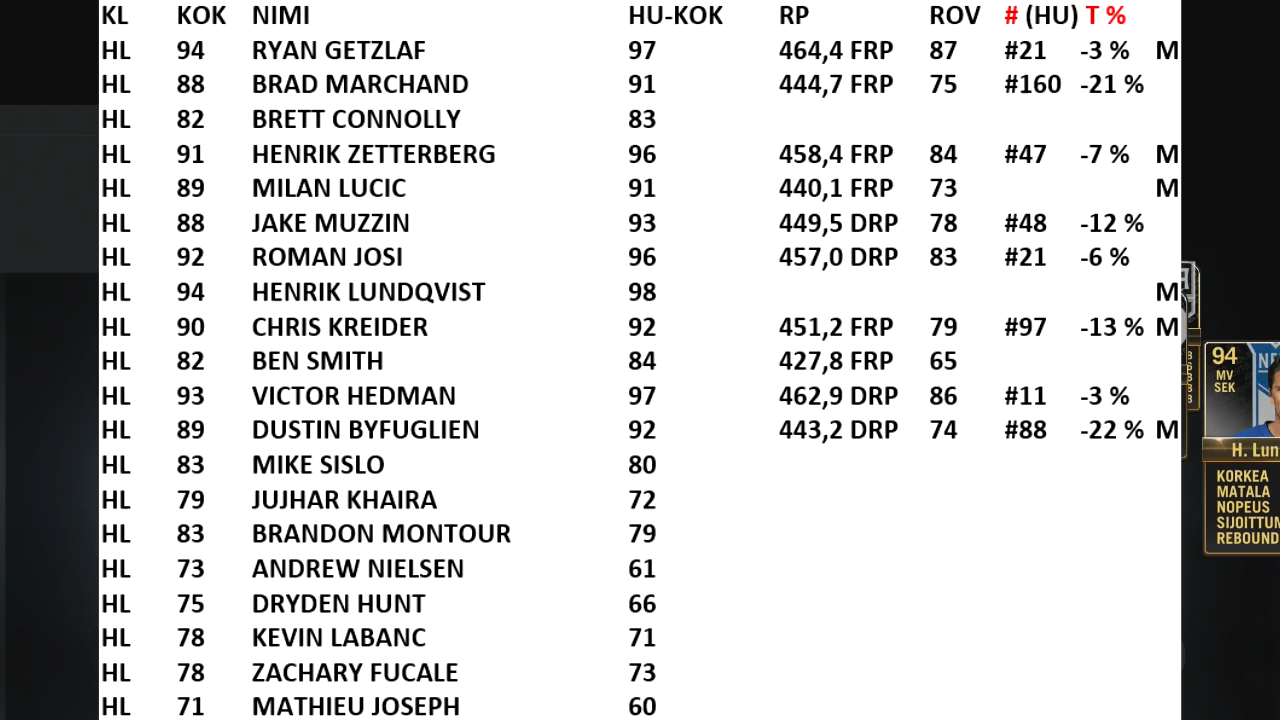 KL KOK NIMI HU-KOK RP ROV # (HU) T %
HL 94 RYAN GETZLAF 97 464,4 FRP 87 #21 -3 % M
HL 88 BRAD MARCHAND 91 444,7 FRP 75 #160 -21 %
HL 82 BRETT CONNOLLY 83
HL 91 HENRIK ZETTERBERG 96 458,4 FRP 84 #47 -7 % M
HL 89 MILAN LUCIC 91 440,1 FRP 73 M
HL 88 JAKE MUZZIN 93 449,5 DRP 78 #48 -12 %
HL 92 ROMAN JOSI 96 457,0 DRP 83 #21 -6 %
HL 94 HENRIK LUNDQVIST 98 M
HL 90 CHRIS KREIDER 92 451,2 FRP 79 #97 -13 % M
HL 82 BEN SMITH 84 427,8 FRP 65
HL 93 VICTOR HEDMAN 97 462,9 DRP 86 #11 -3 %
HL 89 DUSTIN BYFUGLIEN 92 443,2 DRP 74 #88 -22 % M
HL 83 MIKE SISLO 80
HL 79 JUJHAR KHAIRA 72
HL 83 BRANDON MONTOUR 79
HL 73 ANDREW NIELSEN 61
HL 75 DRYDEN HUNT 66
HL 78 KEVIN LABANC 71
HL 78 ZACHARY FUCALE 73
HL 71 MATHIEU JOSEPH 60
94
MV
SEK
H. Lun
KORKEA
MATALA
NOPEUS
SIJOITTUM
REBOUND